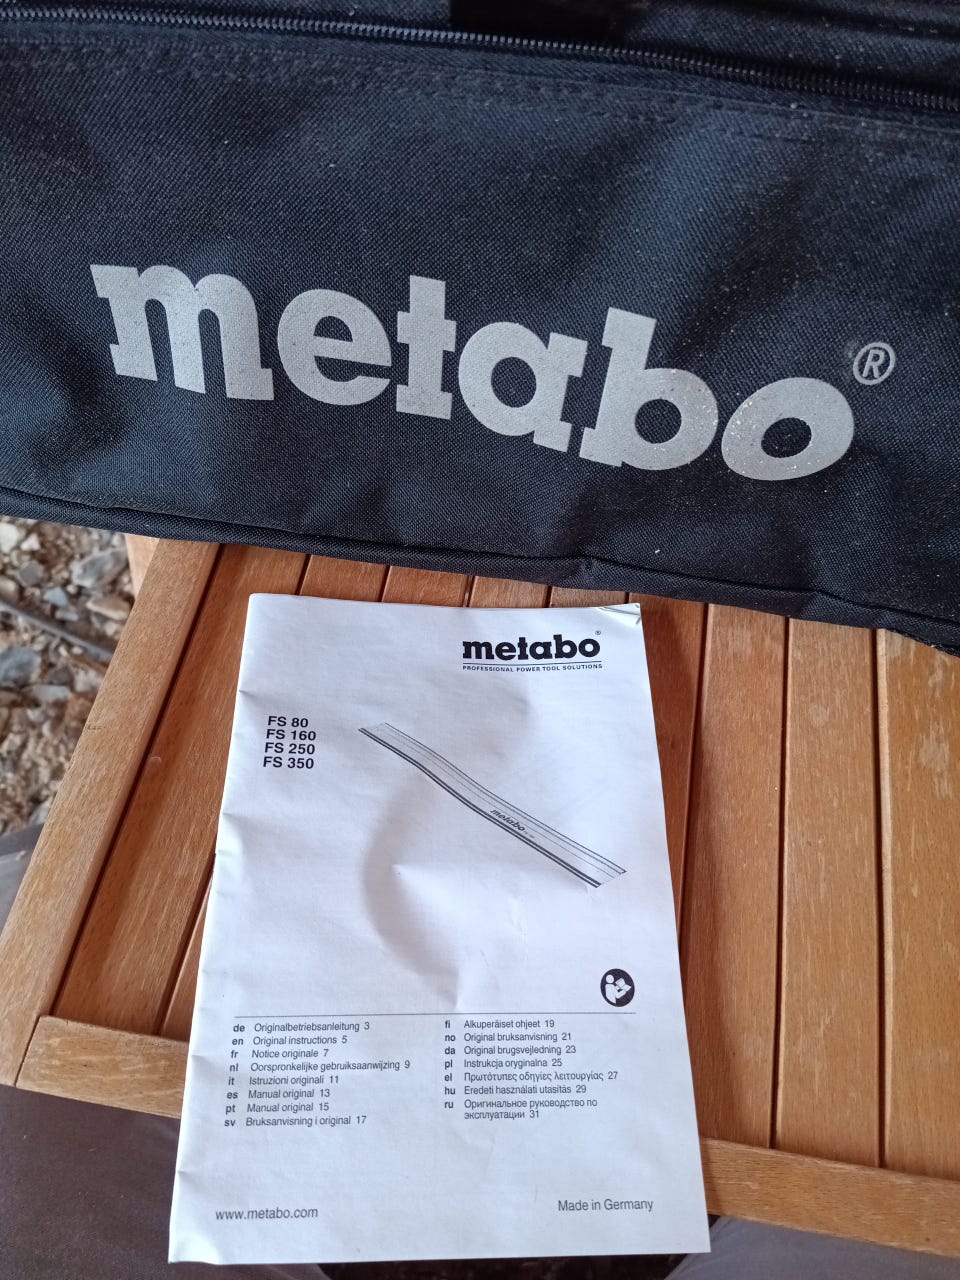 metabo®
metabo®
PROFESSIONAL POWER TOOL SOLUTIONS
FS 80
FS 160
FS 250
FS 350
metabo
de Originalbetriebsanleitung 3
en Original instructions 5
fr Notice originale 7
nl Oorspronkelijke gebruiksaanwijzing 9
it Istruzioni originali 11
es Manual original 13
pt Manual original 15
sv Bruksanvisning i original 17
fi Alkuperäiset ohjeet 19
no Original bruksanvisning 21
da Original brugsvejledning 23
pl Instrukcja oryginalna 25
el Πρωτότυπες οδηγίες λειτουργίας 27
hu Eredeti használati utasítás 29
ru Оригинальное руководство по
эксплуатации 31
www.metabo.com
Made in Germany